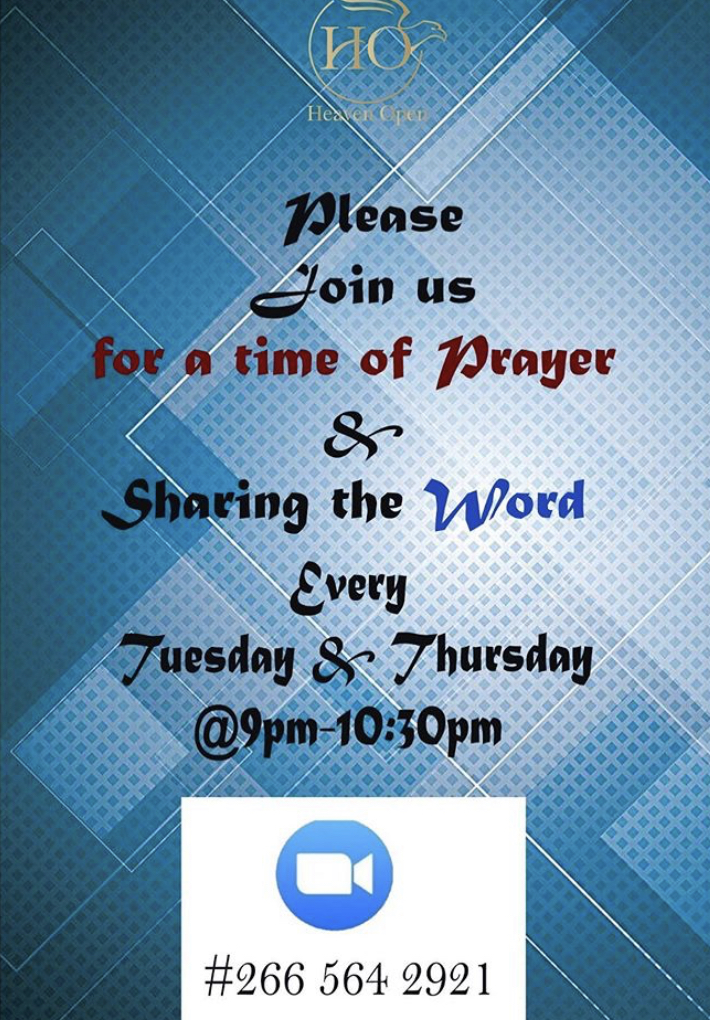 HO
Heaven Open
Please
Join us
for a time of Prayer
&
Sharing the Word
Every
Tuesday & Thursday
@9pm-10:30pm
#266 564 2921